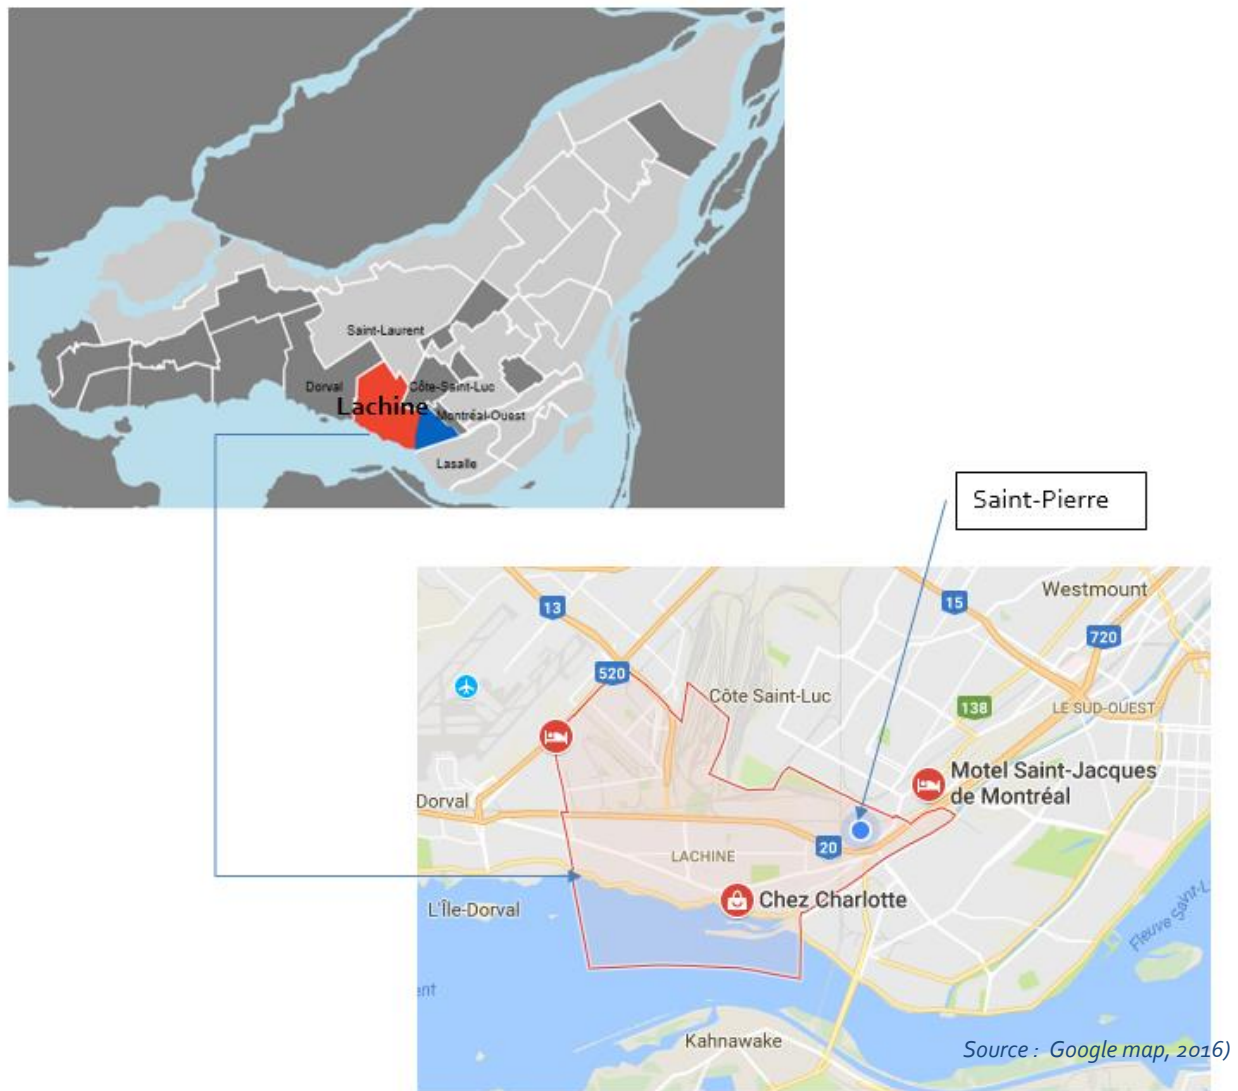 Saint-Laurent
Dorval
Côte-Saint-Luc
Lachine
Montréal-Ouest
Lasalle
Saint-Pierre
13
15
Westmount
720
520
Côte Saint-Luc
138
LE SUD-OUEST
Motel Saint-Jacques
de Montréal
Dorval
20
LACHINE
Chez Charlotte
L'Île-Dorval
Fleuve Saint-L
ent
Kahnawake
Source : Google map, 2016)